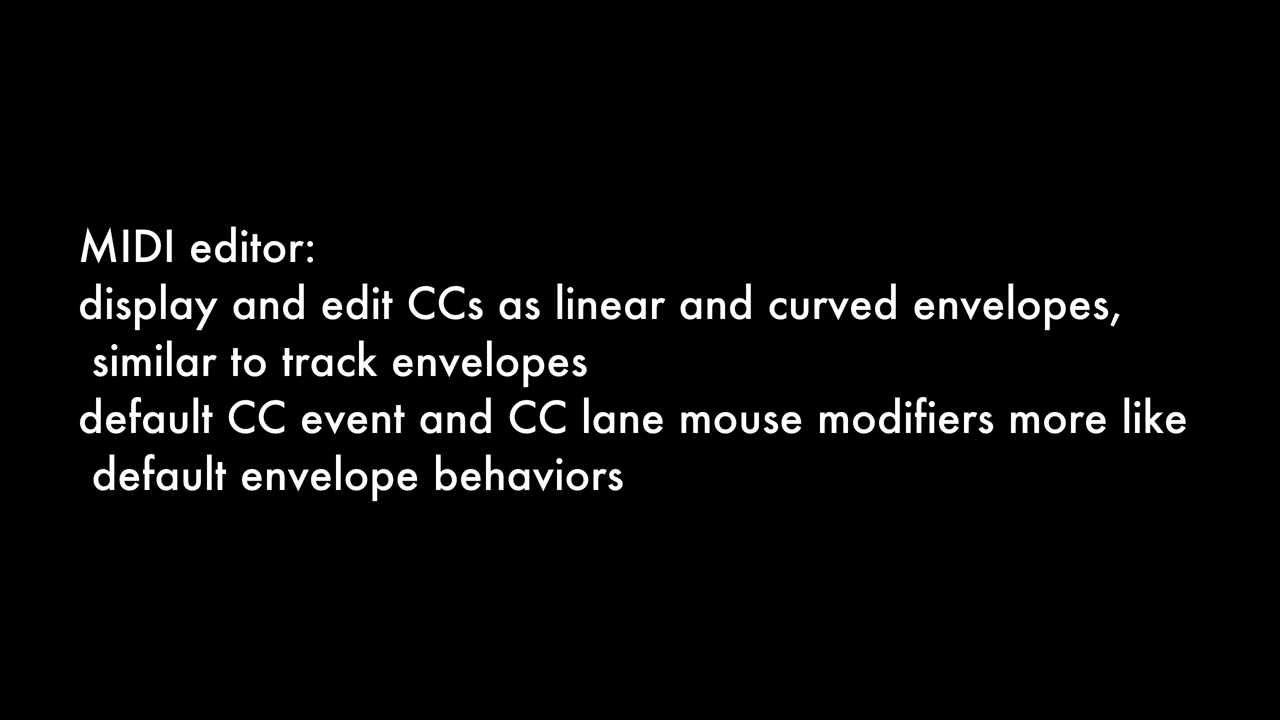 MIDI editor:
display and edit CCs as linear and curved envelopes,
similar to track envelopes
default CC event and CC lane mouse modifiers more like
default envelope behaviors